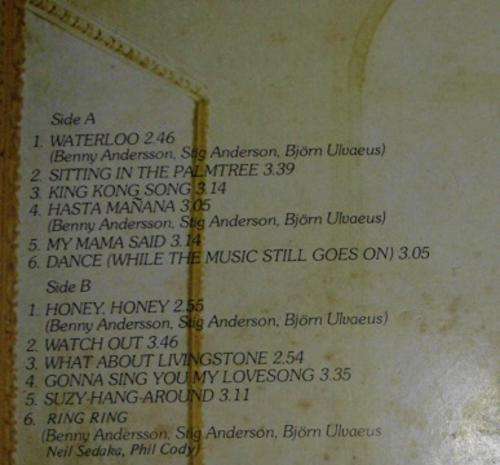 Side A
1. WATERLOO 2.46
(Benny Andersson, Stig Anderson, Björn Ulvaeus)
2. SITTING IN THE PALMTREE 3.39
3. KING KONG SONG 3.14
4. HASTA MAÑANA 3.05
(Benny Andersson, Stig Anderson, Björn Ulvaeus)
5. MY MAMA SAID 3.14
6. DANCE (WHILE THE MUSIC STILL GOES ON) 3.05
Side B
1. HONEY, HONEY 2.55
(Benny Andersson, Stig Anderson, Björn Ulvaeus)
2. WATCH OUT 3.46
3. WHAT ABOUT LIVINGSTONE 2.54
4. GONNA SING YOU MY LOVESONG 3.35
5. SUZY-HANG-AROUND 3.11
6. RING RING
(Benny Andersson, Stig Anderson, Björn Ulvaeus
Neil Sedaka, Phil Cody)